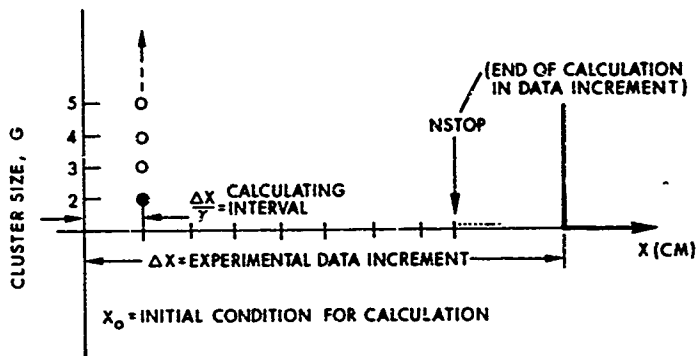 (END OF CALCULATION
IN DATA INCREMENT)
NSTOP
CLUSTER SIZE, G
5
4
3
2
ΔX/γ = CALCULATING INTERVAL
X (CM)
ΔX = EXPERIMENTAL DATA INCREMENT
X₀ = INITIAL CONDITION FOR CALCULATION